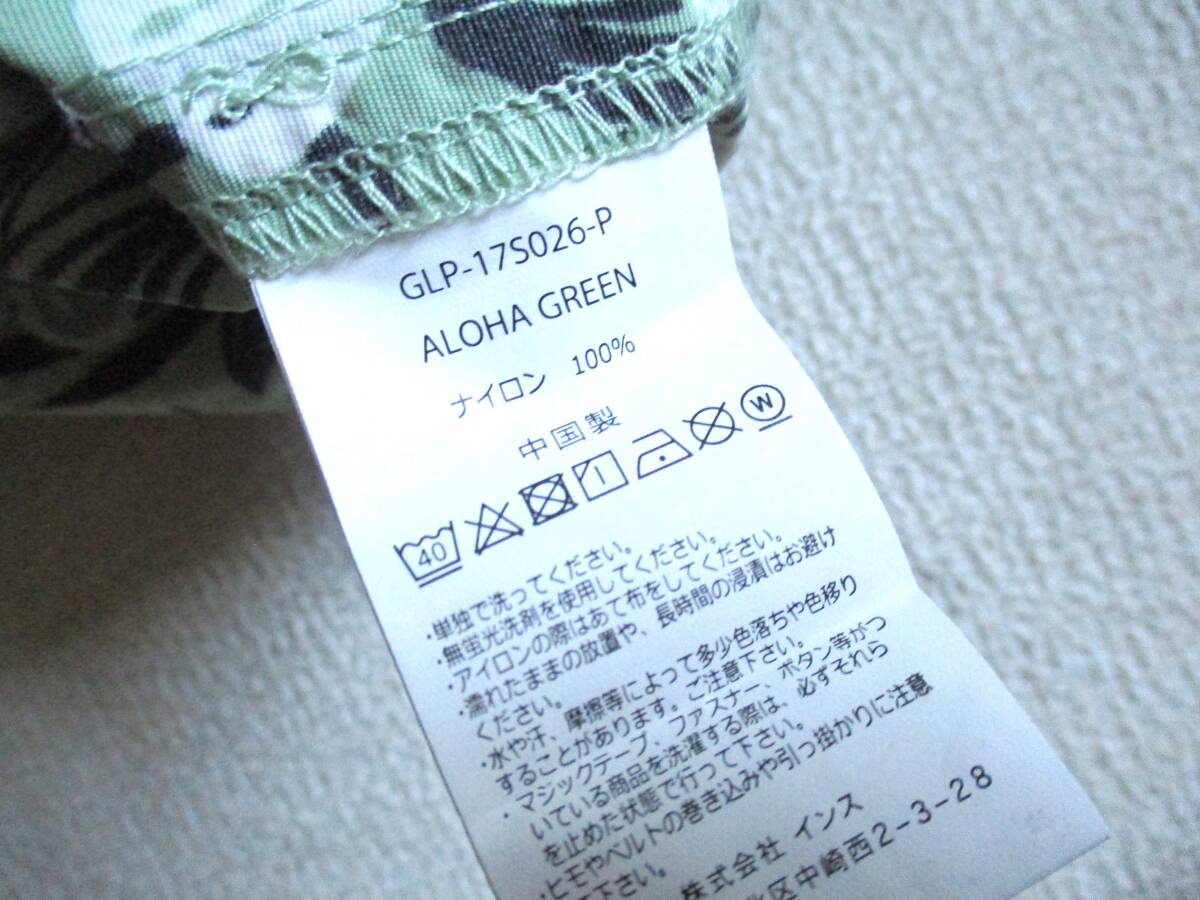 GLP-17S026-P
ALOHA GREEN
ナイロン 100%
中国製
40 W
・単独で洗ってください。
・無蛍光洗剤を使用してください。
・アイロンの際はあて布をしてください。
・濡れたままの放置や、長時間の浸漬はお避け
ください。
・水や汗、摩擦等によって多少色落ちや色移り
することがあります。ご注意下さい。
・マジックテープ、ファスナー、ボタン等がつ
いている商品を洗濯する際は、必ずそれら
を止めた状態で行って下さい。
・ヒモやベルトの巻き込みや引っ掛かりに注意
下さい。
株式会社 インス
区中崎西2-3-28